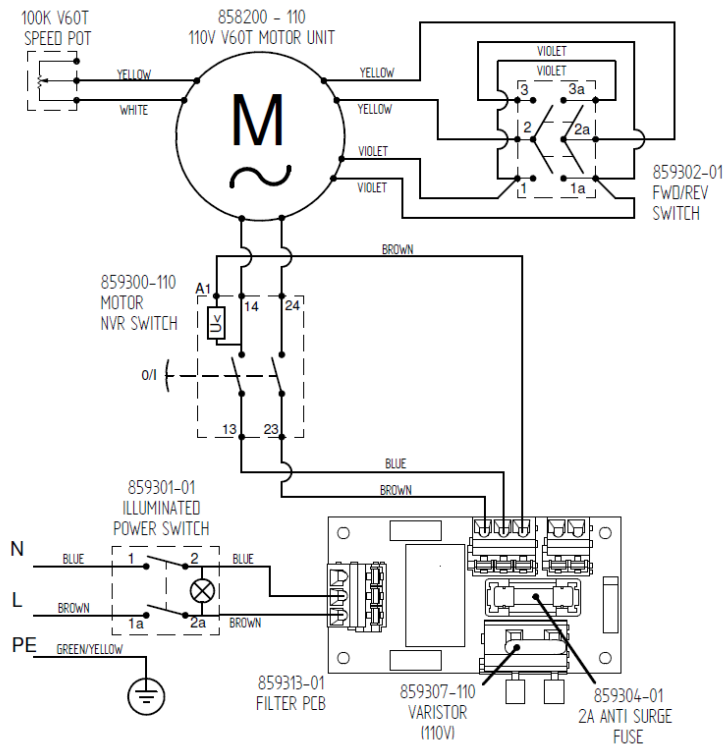 100K V60T
SPEED POT
858200 - 110
110V V60T MOTOR UNIT
YELLOW
WHITE
M
YELLOW
YELLOW
VIOLET
VIOLET
VIOLET
VIOLET
3
3a
2
2a
1
1a
859302-01
FWD/REV
SWITCH
BROWN
859300-110
MOTOR
NVR SWITCH
A1
14
24
U<
0/I
13
23
BLUE
BROWN
859301-01
ILLUMINATED
POWER SWITCH
N
BLUE
1
2
BLUE
L
BROWN
1a
2a
BROWN
PE
GREEN/YELLOW
859313-01
FILTER PCB
859307-110
VARISTOR
(110V)
859304-01
2A ANTI SURGE
FUSE